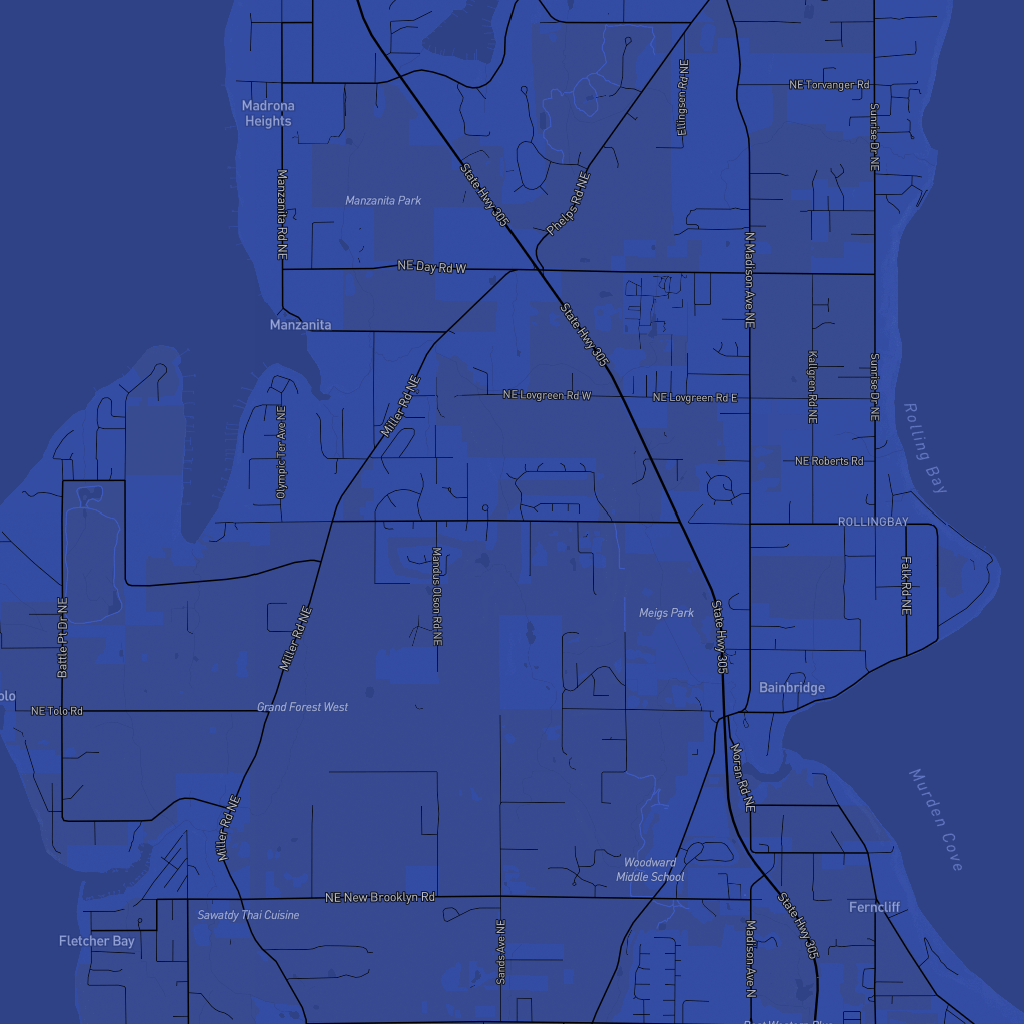 NE Torvanger Rd
Ellingsen Rd NE
Madrona
Heights
Sunrise Dr NE
Manzanita Rd NE
State Hwy 305
Phelps Rd NE
Manzanita Park
NE Day Rd W
N Madison Ave NE
Manzanita
State Hwy 305
Miller Rd NE
Kallgren Rd NE
Sunrise Dr NE
NE Lovgreen Rd W
NE Lovgreen Rd E
Olympic Ter Ave NE
Rolling Bay
NE Roberts Rd
ROLLINGBAY
Mandus Olson Rd NE
Falk Rd NE
Battle Pt Dr NE
Miller Rd NE
Meigs Park
State Hwy 305
Bainbridge
olo
NE Tolo Rd
Grand Forest West
Moran Rd NE
Murden Cove
Miller Rd NE
Woodward
Middle School
NE New Brooklyn Rd
Sawatdy Thai Cuisine
Ferncliff
State Hwy 305
Fletcher Bay
Sands Ave NE
Madison Ave N